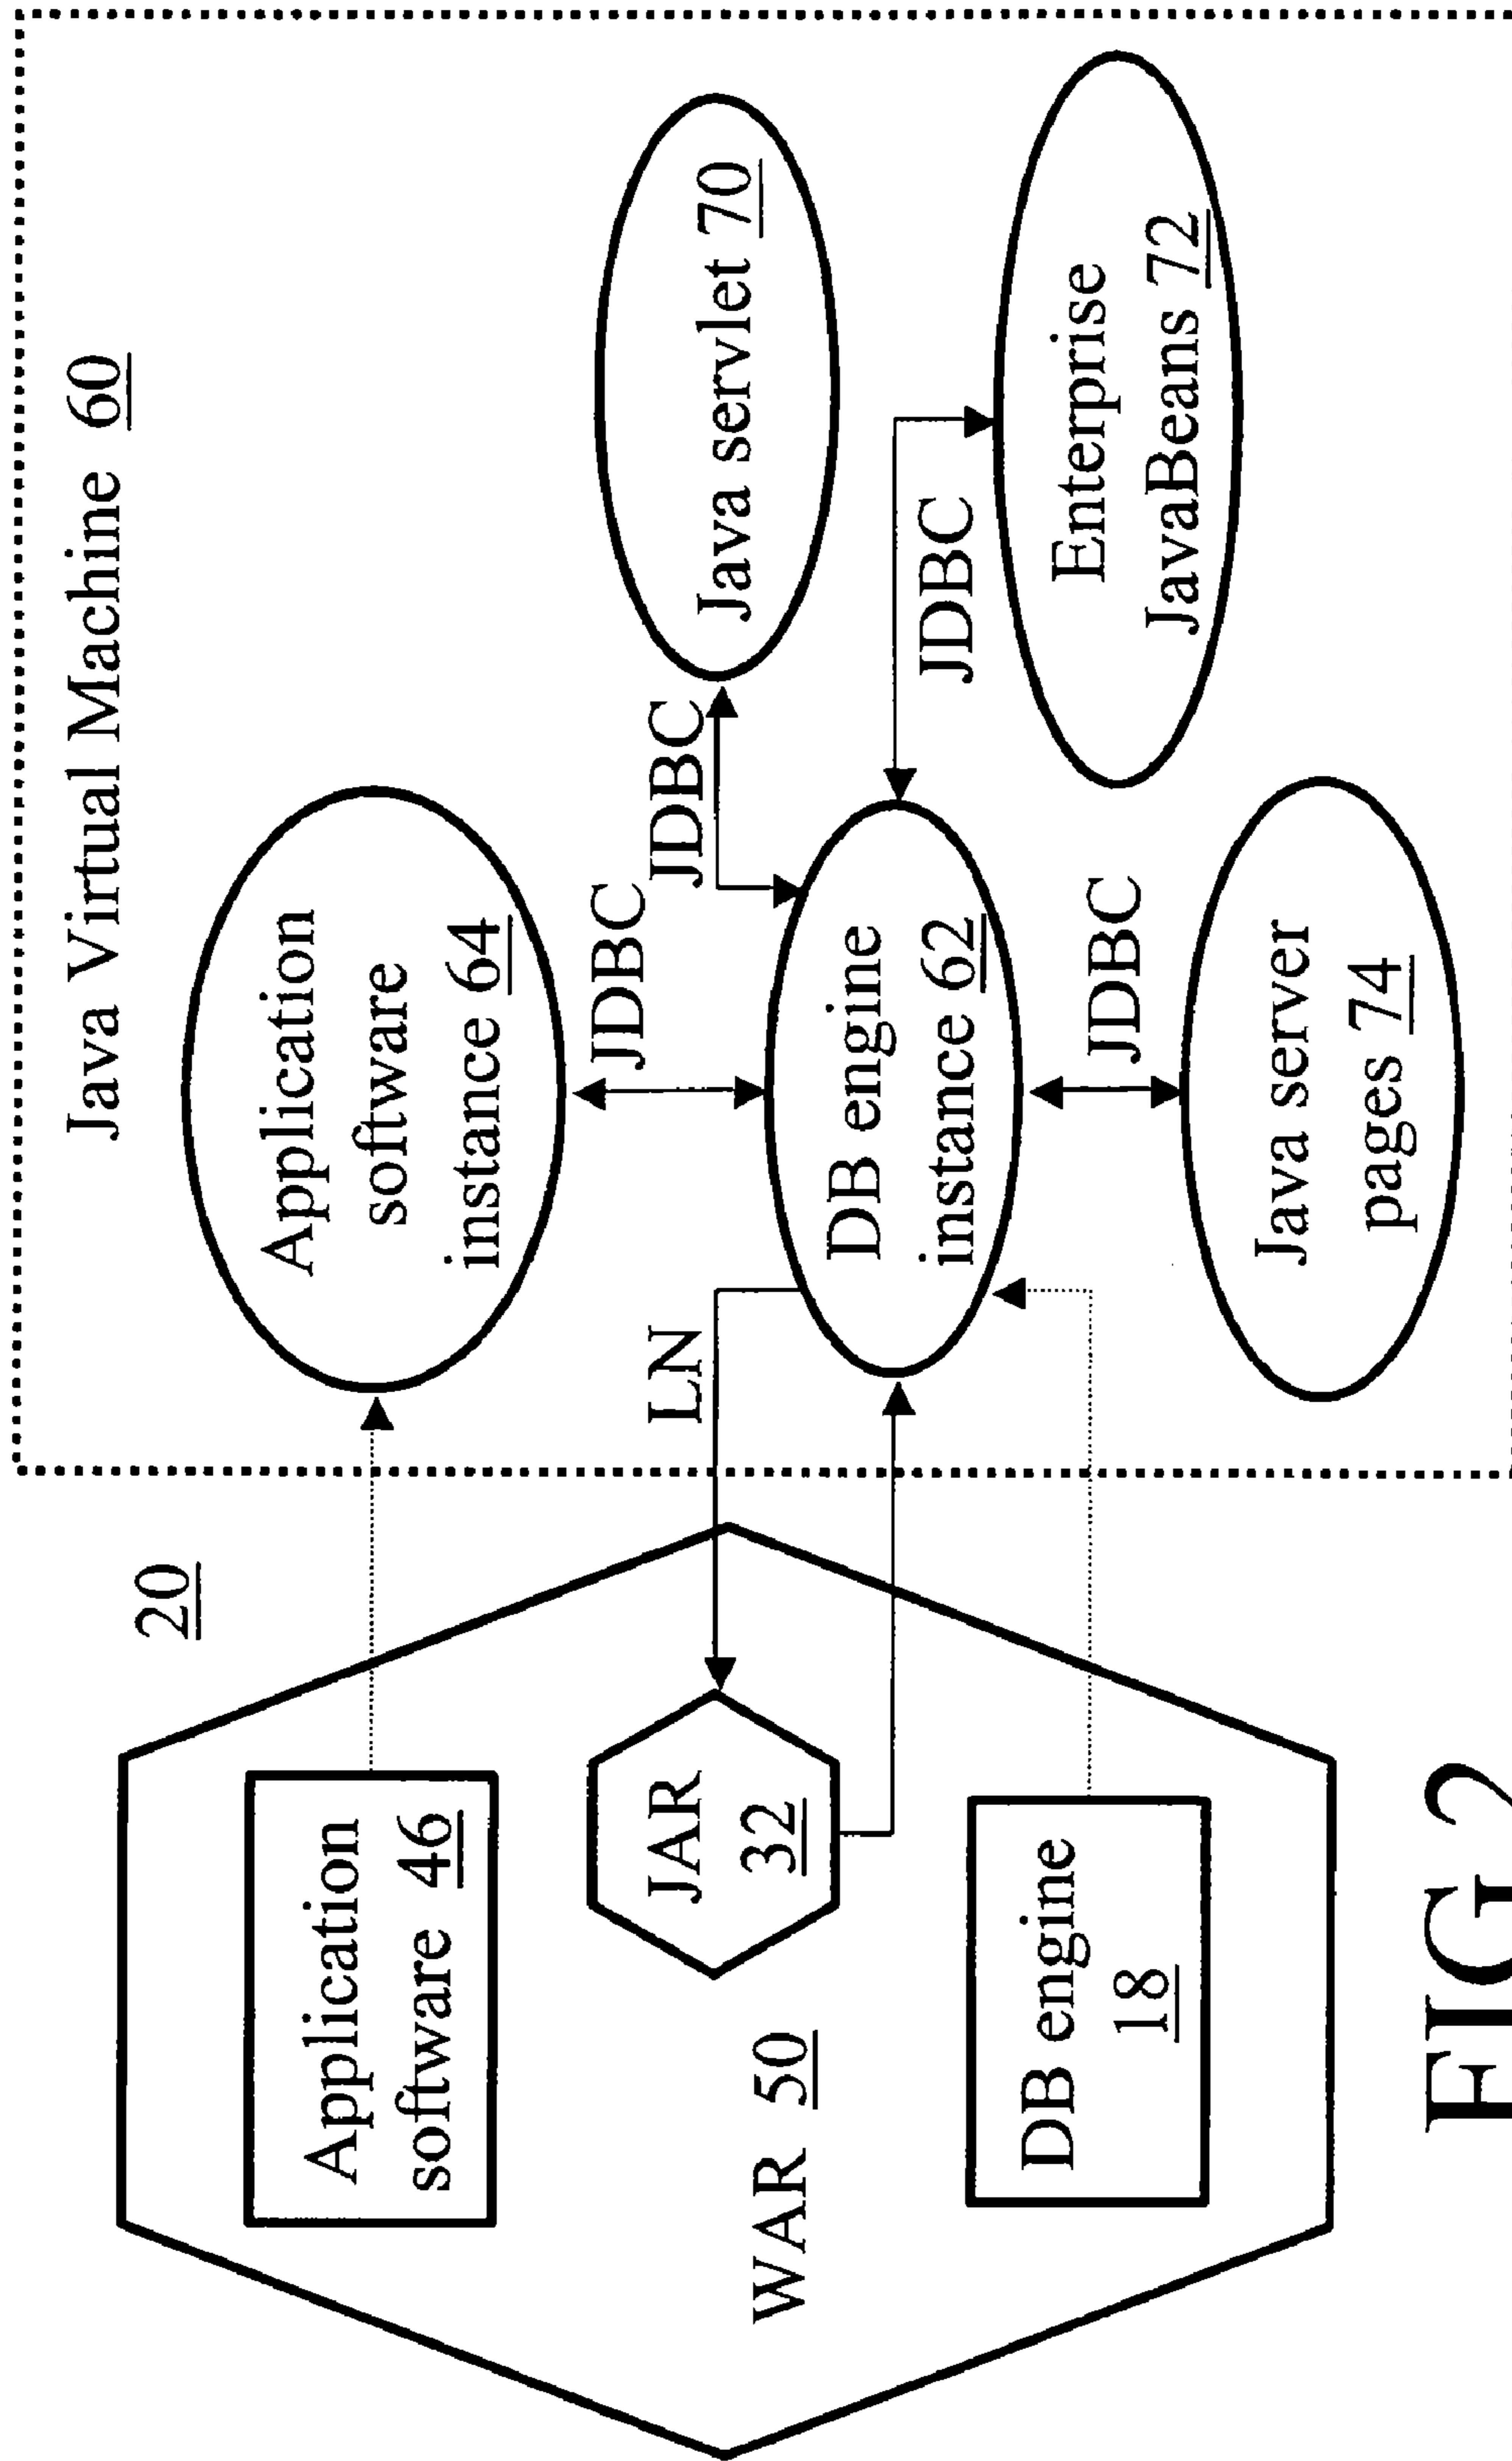 Java Virtual Machine 60
20
Application
software 46
Application
software
instance 64
JDBC
LN
JDBC
Java servlet 70
JAR
32
WAR 50
DB engine
instance 62
JDBC
Enterprise
JavaBeans 72
DB engine
18
JDBC
Java server
pages 74
FIG 2